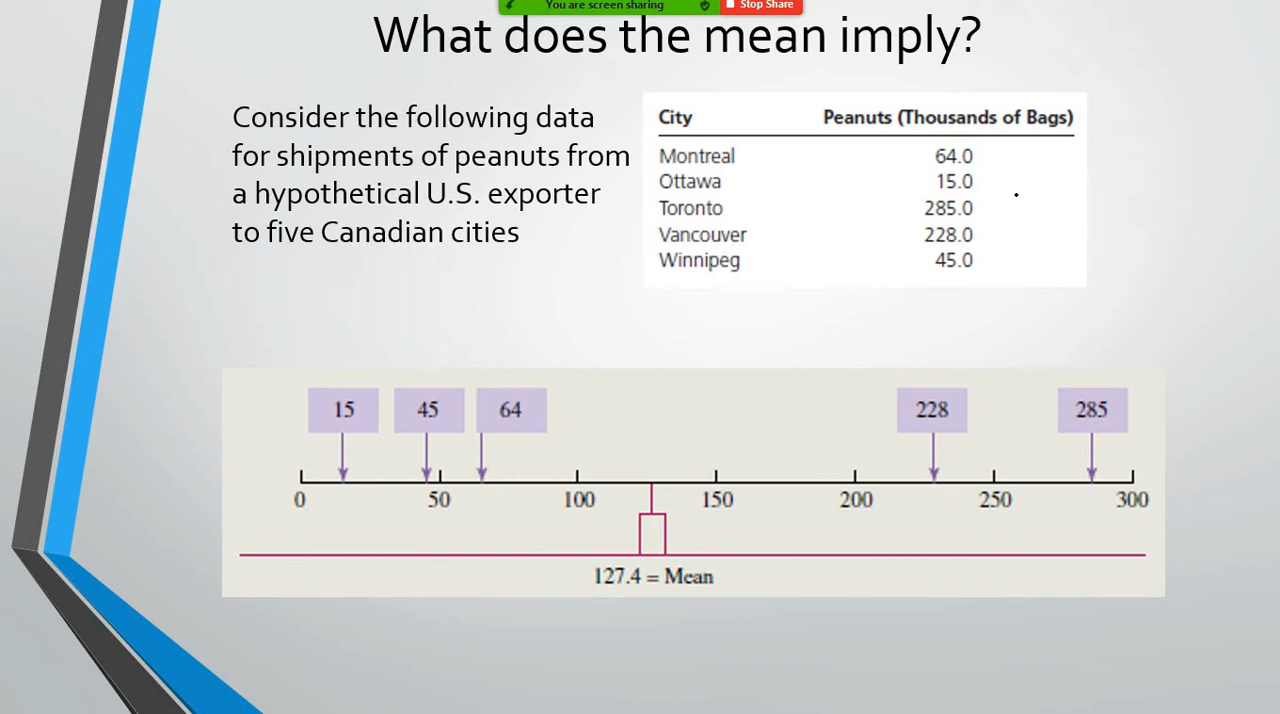 You are screen sharing Stop Share
What does the mean imply?
Consider the following data
for shipments of peanuts from
a hypothetical U.S. exporter
to five Canadian cities
City Peanuts (Thousands of Bags)
Montreal 64.0
Ottawa 15.0
Toronto 285.0
Vancouver 228.0
Winnipeg 45.0
15 45 64 228 285
0 50 100 150 200 250 300
127.4 = Mean